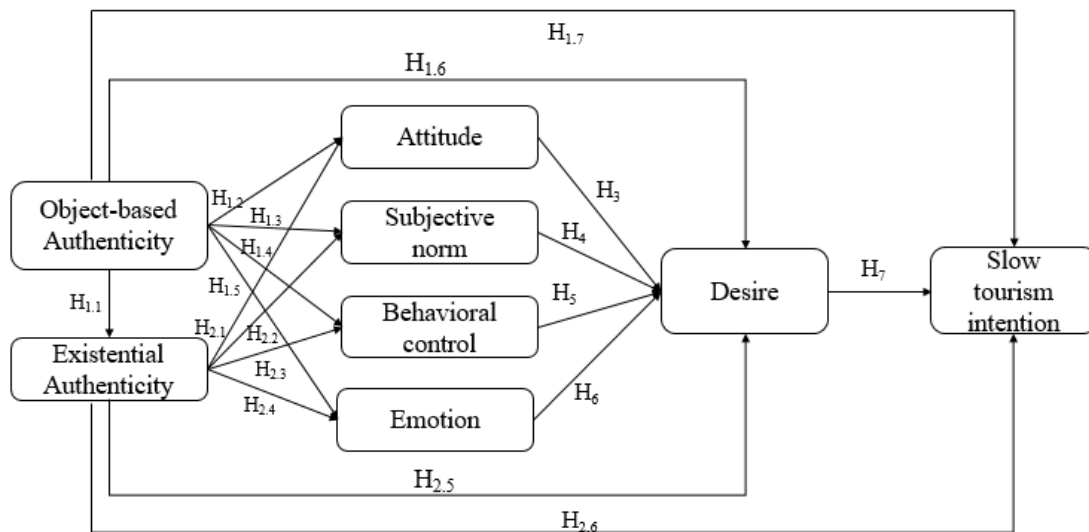 H1.7
H1.6
Attitude
H3
Object-based
Authenticity
H1.2
H1.3
Subjective
norm
H4
H1.4
H1.5
Desire
H7
Slow
tourism
intention
H1.1
H5
Behavioral
control
H2.1
H2.2
Existential
Authenticity
H2.3
H2.4
Emotion
H6
H2.5
H2.6